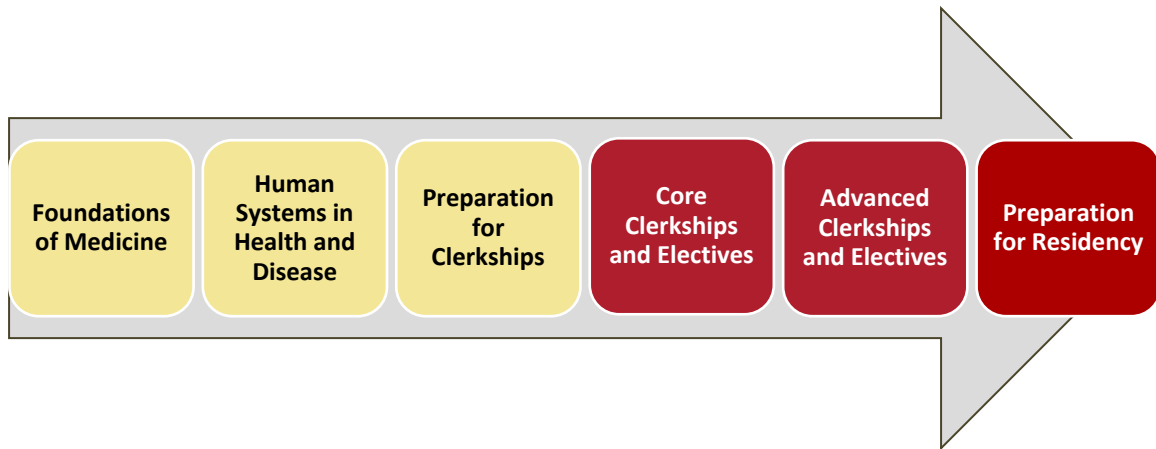 Foundations
of Medicine
Human
Systems in
Health and
Disease
Preparation
for
Clerkships
Core
Clerkships
and Electives
Advanced
Clerkships
and Electives
Preparation
for Residency